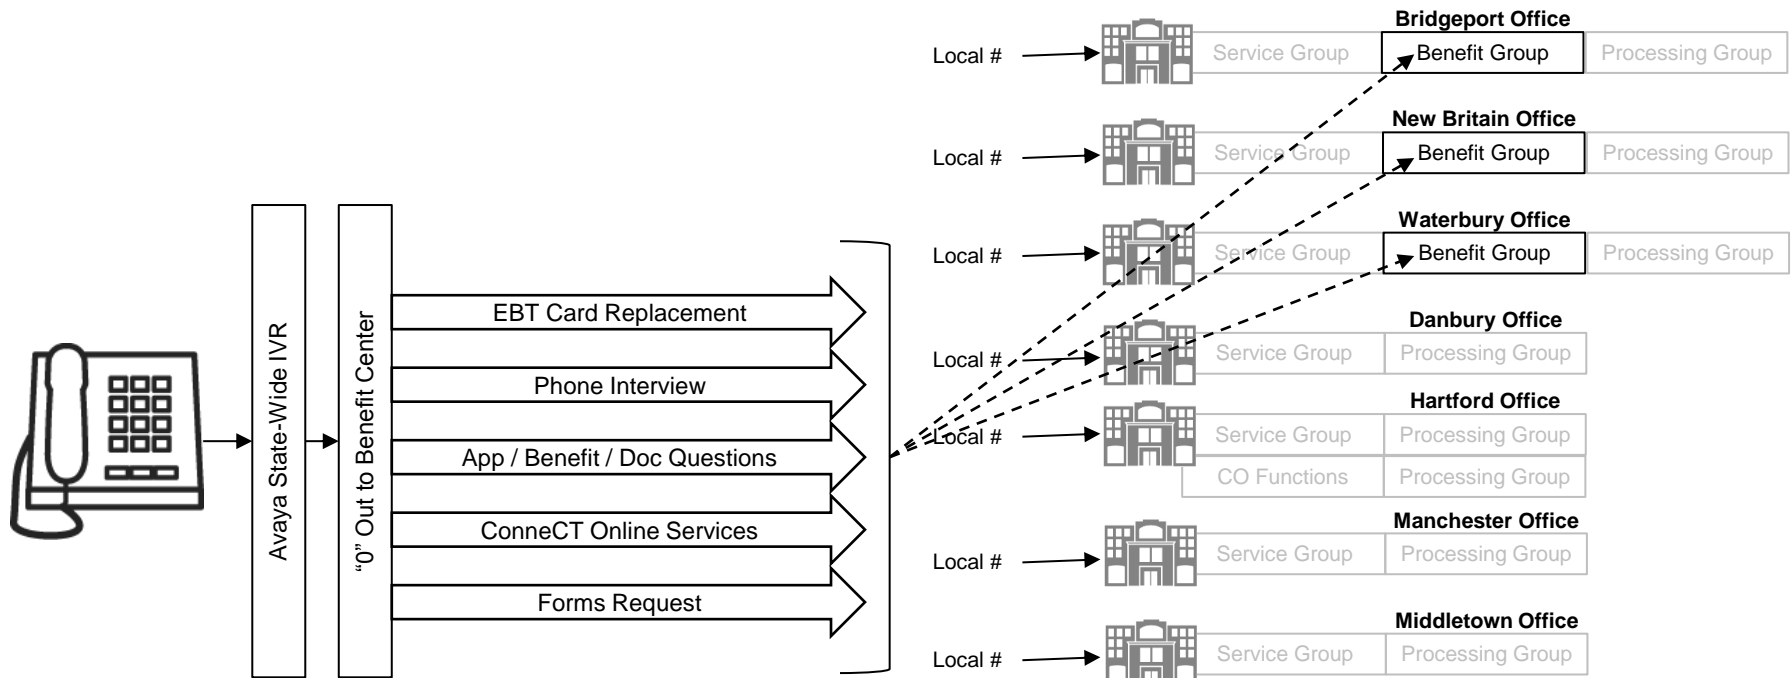 Avaya State-Wide IVR
“0” Out to Benefit Center
EBT Card Replacement
Phone Interview
App / Benefit / Doc Questions
ConneCT Online Services
Forms Request
Bridgeport Office
Local #
Service Group
Benefit Group
Processing Group
New Britain Office
Local #
Service Group
Benefit Group
Processing Group
Waterbury Office
Local #
Service Group
Benefit Group
Processing Group
Danbury Office
Local #
Service Group
Processing Group
Hartford Office
Local #
Service Group
Processing Group
CO Functions
Processing Group
Manchester Office
Local #
Service Group
Processing Group
Middletown Office
Local #
Service Group
Processing Group